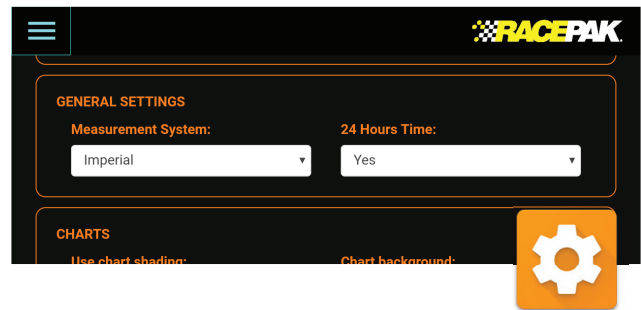 RACEPAK
GENERAL SETTINGS
Measurement System: 24 Hours Time:
Imperial Yes
CHARTS
Use chart shading: Chart background: